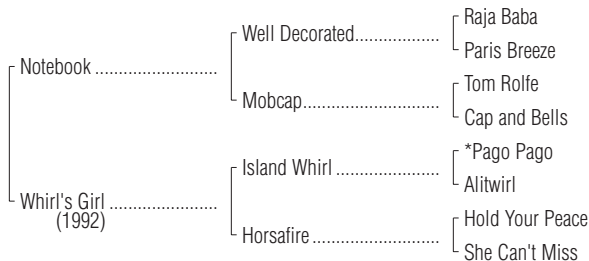 Raja Baba
Well Decorated..................
Paris Breeze
Notebook ..........................
Tom Rolfe
Mobcap.............................
Cap and Bells
*Pago Pago
Island Whirl ......................
Alitwirl
Whirl's Girl .......................
(1992)
Hold Your Peace
Horsafire...........................
She Can't Miss